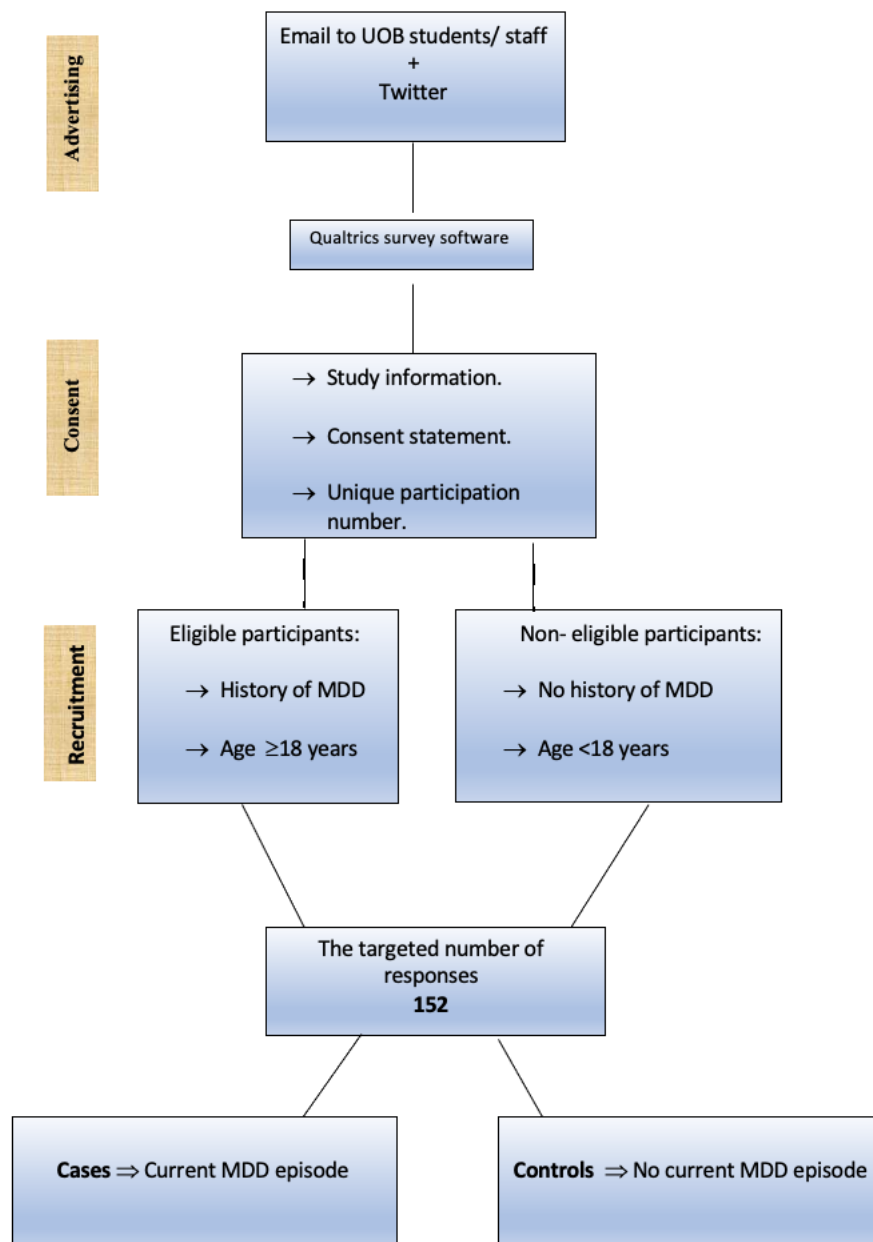 Advertising
Email to UOB students/ staff
+
Twitter
Qualtrics survey software
Consent
→ Study information.
→ Consent statement.
→ Unique participation
number.
Recruitment
Eligible participants:
→ History of MDD
→ Age ≥18 years
Non- eligible participants:
→ No history of MDD
→ Age <18 years
The targeted number of
responses
152
Cases ⇒ Current MDD episode
Controls ⇒ No current MDD episode